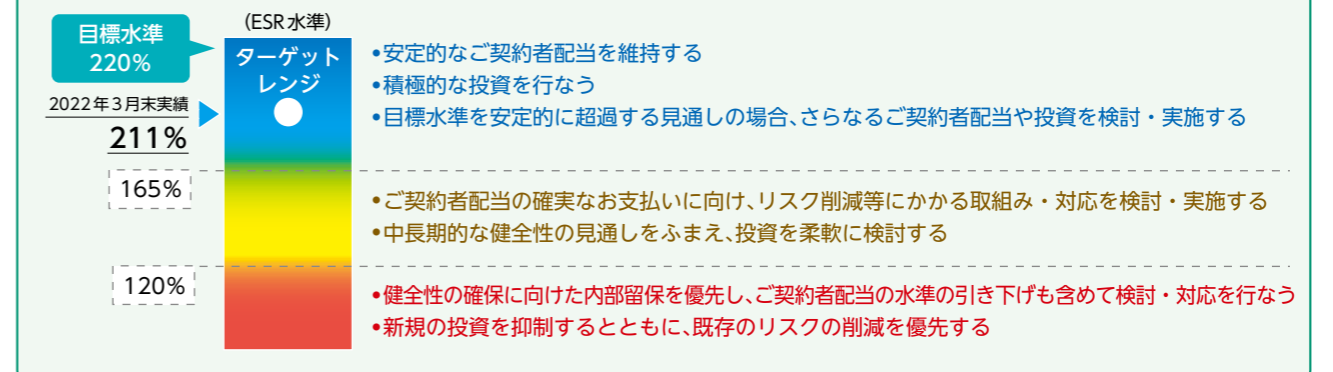 目標水準
220%
(ESR水準)
ターゲット
レンジ
2022年3月末実績
211%
165%
120%
•安定的なご契約者配当を維持する
•積極的な投資を行なう
•目標水準を安定的に超過する見通しの場合、さらなるご契約者配当や投資を検討・実施する
•ご契約者配当の確実なお支払いに向け、リスク削減等にかかる取組み・対応を検討・実施する
•中長期的な健全性の見通しをふまえ、投資を柔軟に検討する
•健全性の確保に向けた内部留保を優先し、ご契約者配当の水準の引き下げも含めて検討・対応を行なう
•新規の投資を抑制するとともに、既存のリスクの削減を優先する